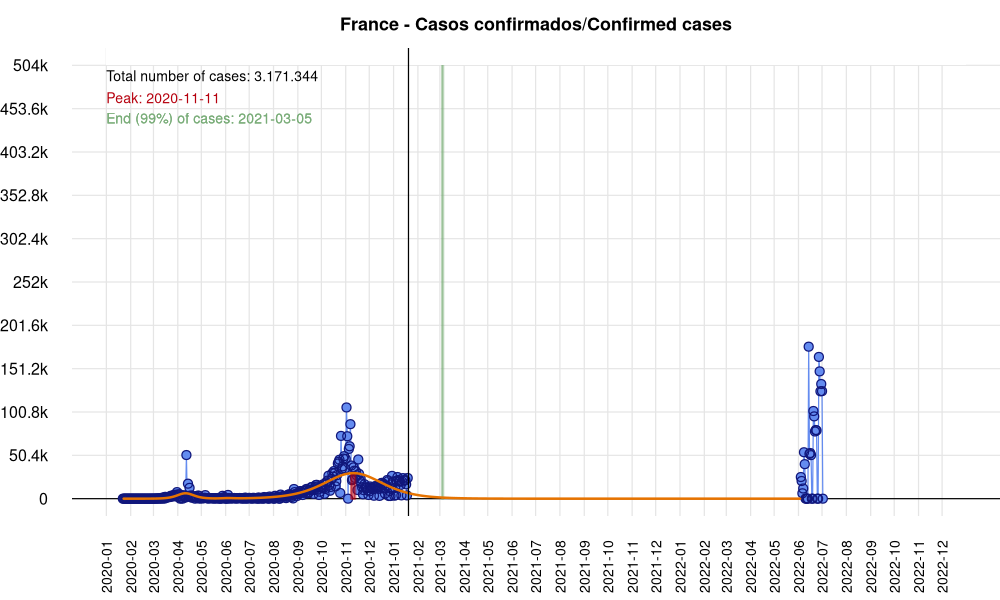 France - Casos confirmados/Confirmed cases
504k
Total number of cases: 3.171.344
Peak: 2020-11-11
453.6k
End (99%) of cases: 2021-03-05
403.2k
352.8k
302.4k
252k
201.6k
151.2k
100.8k
50.4k
0
2020-01
2020-02
2020-03
2020-04
2020-05
2020-06
2020-07
2020-08
2020-09
2020-10
2020-11
2020-12
2021-01
2021-02
2021-03
2021-04
2021-05
2021-06
2021-07
2021-08
2021-09
2021-10
2021-11
2021-12
2022-01
2022-02
2022-03
2022-04
2022-05
2022-06
2022-07
2022-08
2022-09
2022-10
2022-11
2022-12